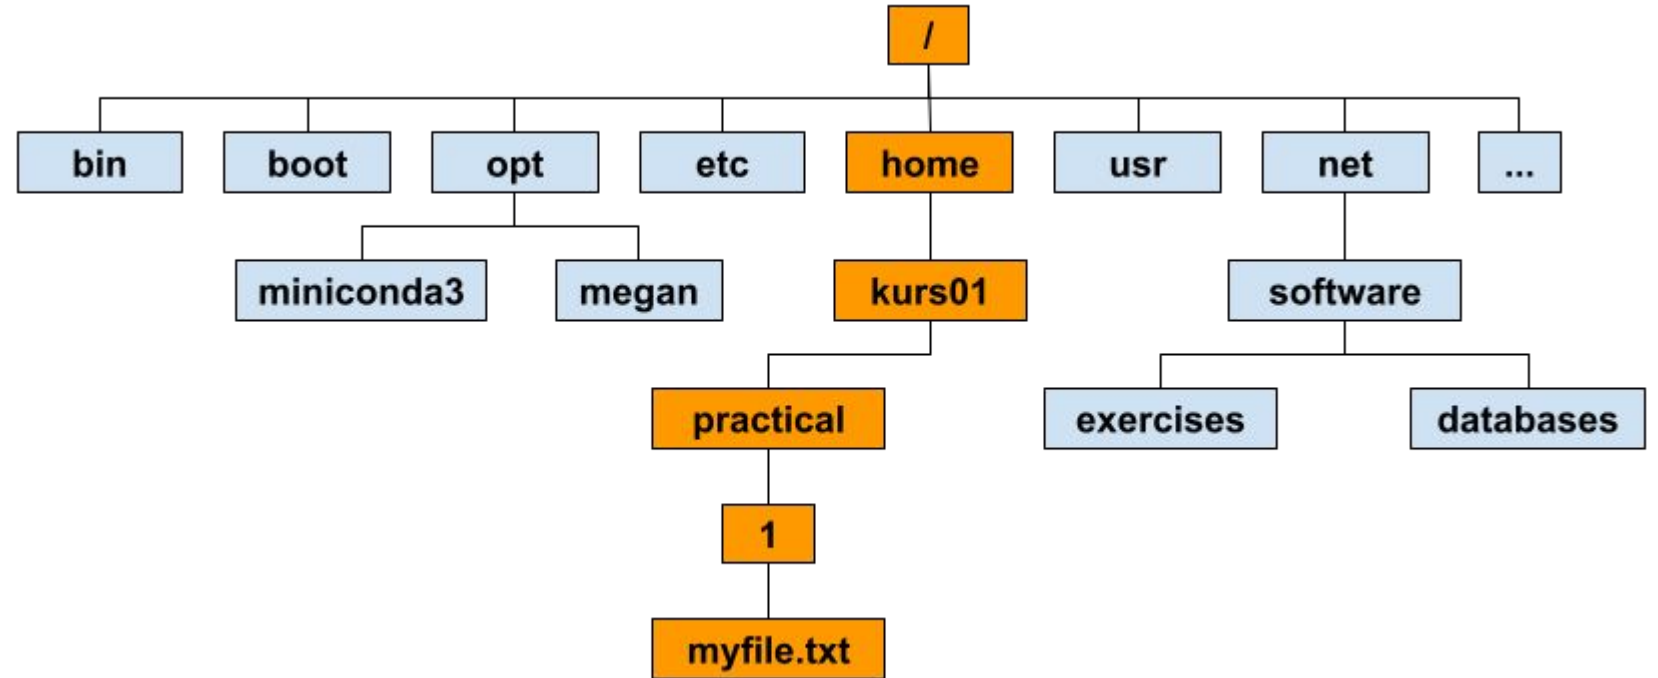 /
bin boot opt etc home usr net ...
miniconda3 megan kurs01 software
practical exercises databases
1
myfile.txt